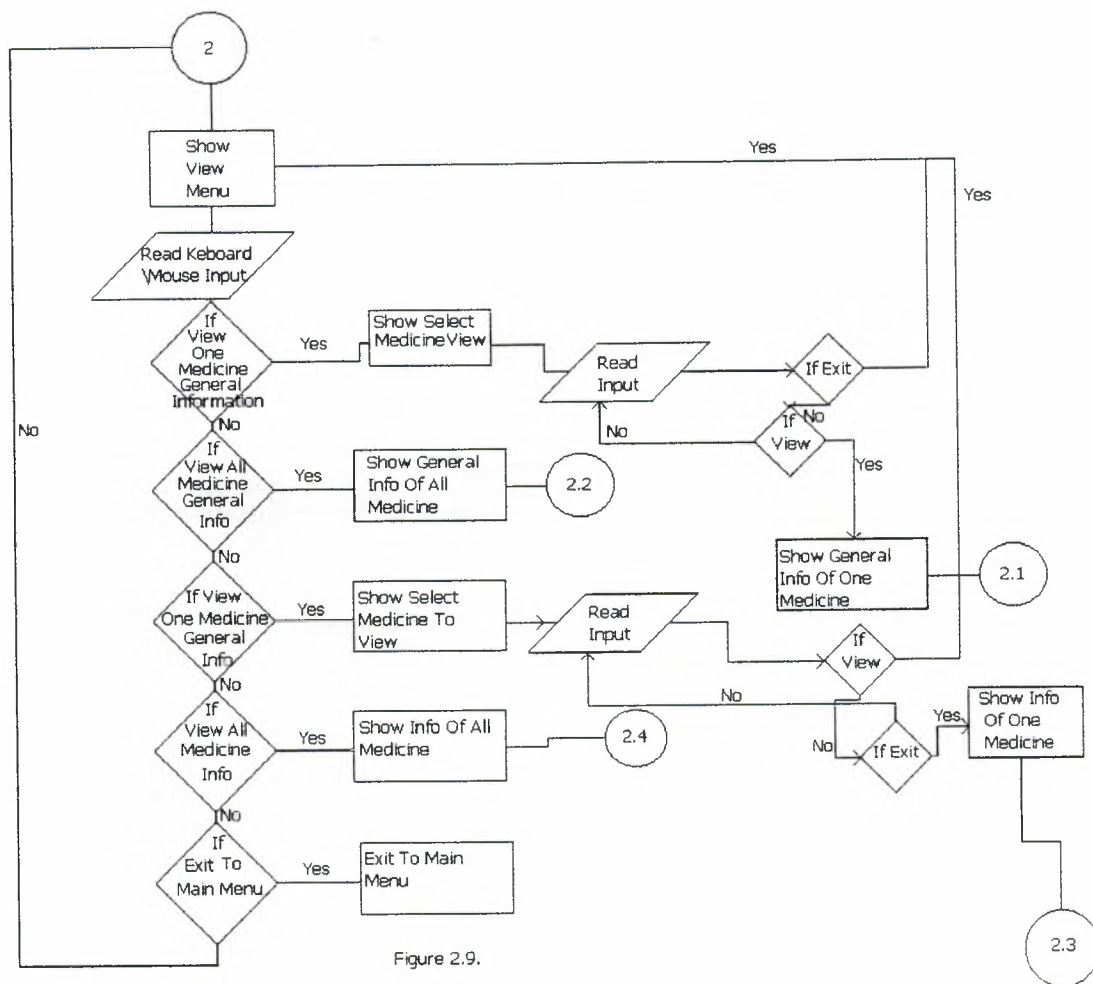 2
Show
View
Menu
Yes
Yes
Read Keboard
\Mouse Input
If
View
One
Medicine
General
Information
Yes
Show Select
Medicine View
Read
Input
If Exit
No
No
If
View
Yes
No
No
If
View All
Medicine
General
Info
Yes
Show General
Info Of All
Medicine
2.2
No
Show General
Info Of One
Medicine
2.1
If View
One Medicine
General
Info
Yes
Show Select
Medicine To
View
Read
Input
If
View
No
No
If
View All
Medicine
Info
Yes
Show Info Of All
Medicine
2.4
No
If Exit
Yes
Show Info
Of One
Medicine
No
If
Exit To
Main Menu
Yes
Exit To Main
Menu
2.3
Figure 2.9.